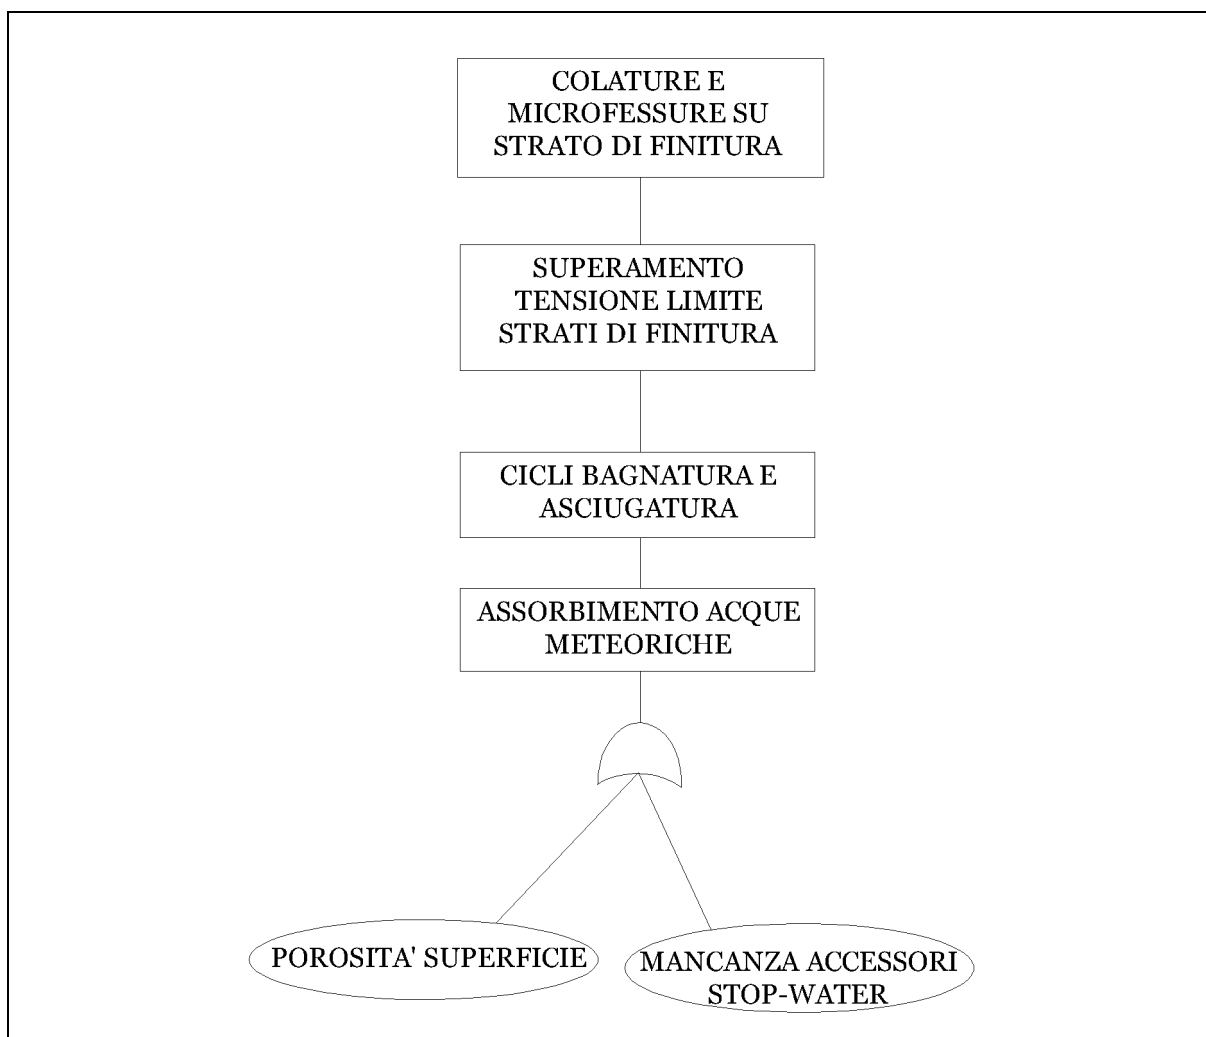 COLATURE E
MICROFESSURE SU
STRATO DI FINITURA
SUPERAMENTO
TENSIONE LIMITE
STRATI DI FINITURA
CICLI BAGNATURA E
ASCIUGATURA
ASSORBIMENTO ACQUE
METEORICHE
POROSITA' SUPERFICIE
MANCANZA ACCESSORI
STOP-WATER